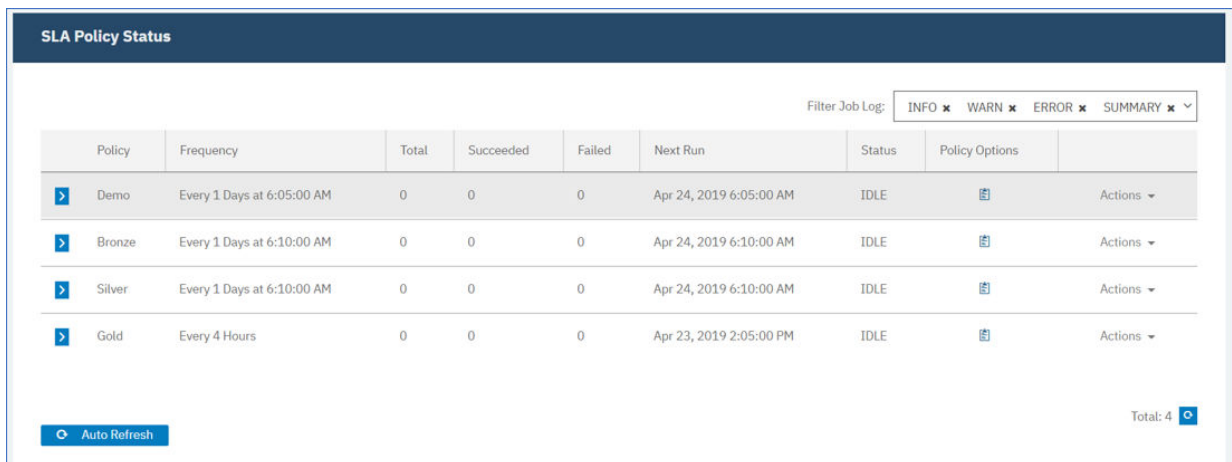 SLA Policy Status
Filter Job Log: INFO × WARN × ERROR × SUMMARY ×
Policy Frequency Total Succeeded Failed Next Run Status Policy Options
Demo Every 1 Days at 6:05:00 AM 0 0 0 Apr 24, 2019 6:05:00 AM IDLE Actions
Bronze Every 1 Days at 6:10:00 AM 0 0 0 Apr 24, 2019 6:10:00 AM IDLE Actions
Silver Every 1 Days at 6:10:00 AM 0 0 0 Apr 24, 2019 6:10:00 AM IDLE Actions
Gold Every 4 Hours 0 0 0 Apr 23, 2019 2:05:00 PM IDLE Actions
Total: 4
Auto Refresh